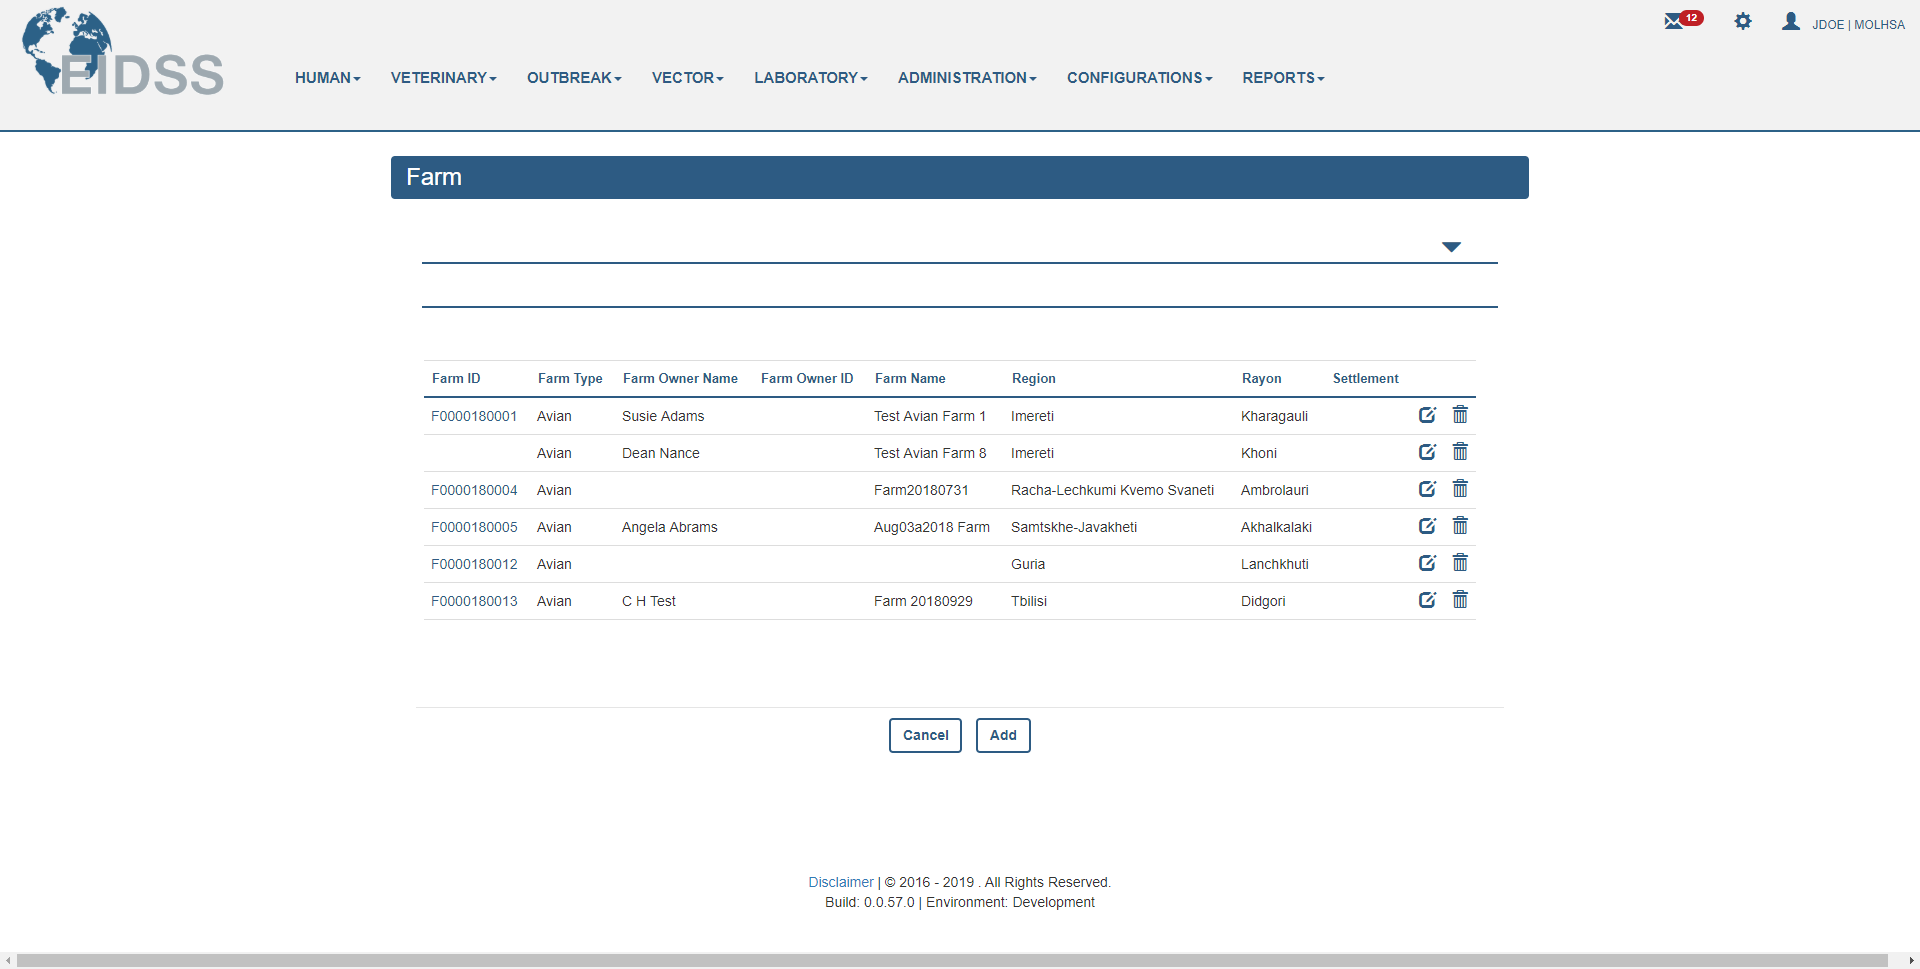 12
JDOE | MOLHSA
EIDSS
HUMAN VETERINARY OUTBREAK VECTOR LABORATORY ADMINISTRATION CONFIGURATIONS REPORTS
Farm
Farm ID Farm Type Farm Owner Name Farm Owner ID Farm Name Region Rayon Settlement
F0000180001 Avian Susie Adams Test Avian Farm 1 Imereti Kharagauli
Avian Dean Nance Test Avian Farm 8 Imereti Khoni
F0000180004 Avian Farm20180731 Racha-Lechkumi Kvemo Svaneti Ambrolauri
F0000180005 Avian Angela Abrams Aug03a2018 Farm Samtskhe-Javakheti Akhalkalaki
F0000180012 Avian Guria Lanchkhuti
F0000180013 Avian C H Test Farm 20180929 Tbilisi Didgori
Cancel Add
Disclaimer | © 2016 - 2019 . All Rights Reserved.
Build: 0.0.57.0 | Environment: Development